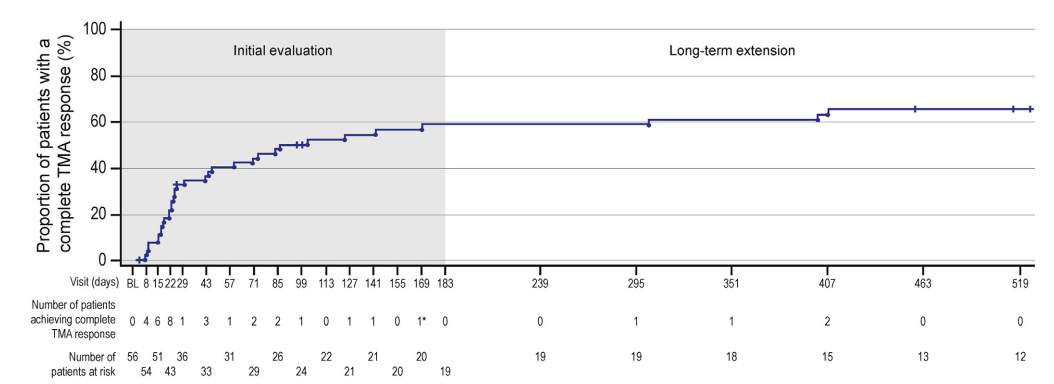 Proportion of patients with a
complete TMA response (%)
100
80
60
40
20
0
Initial evaluation
Long-term extension
Visit (days) BL 8 15 22 29 43 57 71 85 99 113 127 141 155 169 183 239 295 351 407 463 519
Number of patients
achieving complete 0 4 6 8 1 3 1 2 2 1 0 1 1 0 1* 0 0 1 1 2 0 0
TMA response
Number of 56 51 36 31 26 22 21 20 19 19 18 15 13 12
patients at risk 54 43 33 29 24 21 20 19